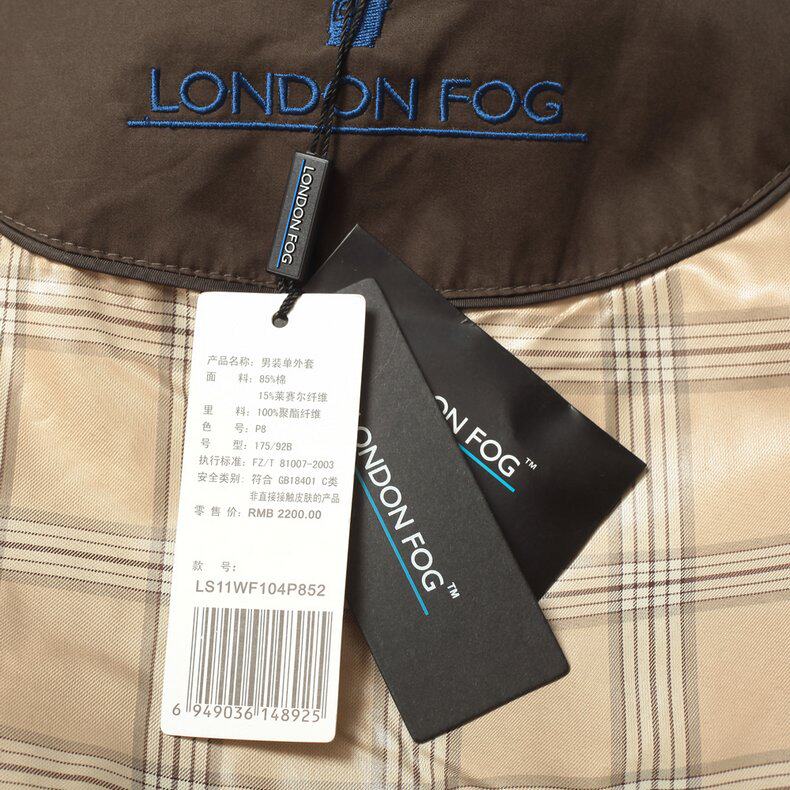 LONDON FOG
LONDON FOG
产品名称: 男装单外套
面 料: 85%棉
15%莱赛尔纤维
里 料: 100%聚酯纤维
色 号: P8
号 型: 175/92B
执行标准: FZ/T 81007-2003
安全类别: 符合 GB18401 C类
非直接接触皮肤的产品
零 售 价: RMB 2200.00
款 号:
LS11WF104P852
6 949036 148925
ONDON FOG™
ON FOG™